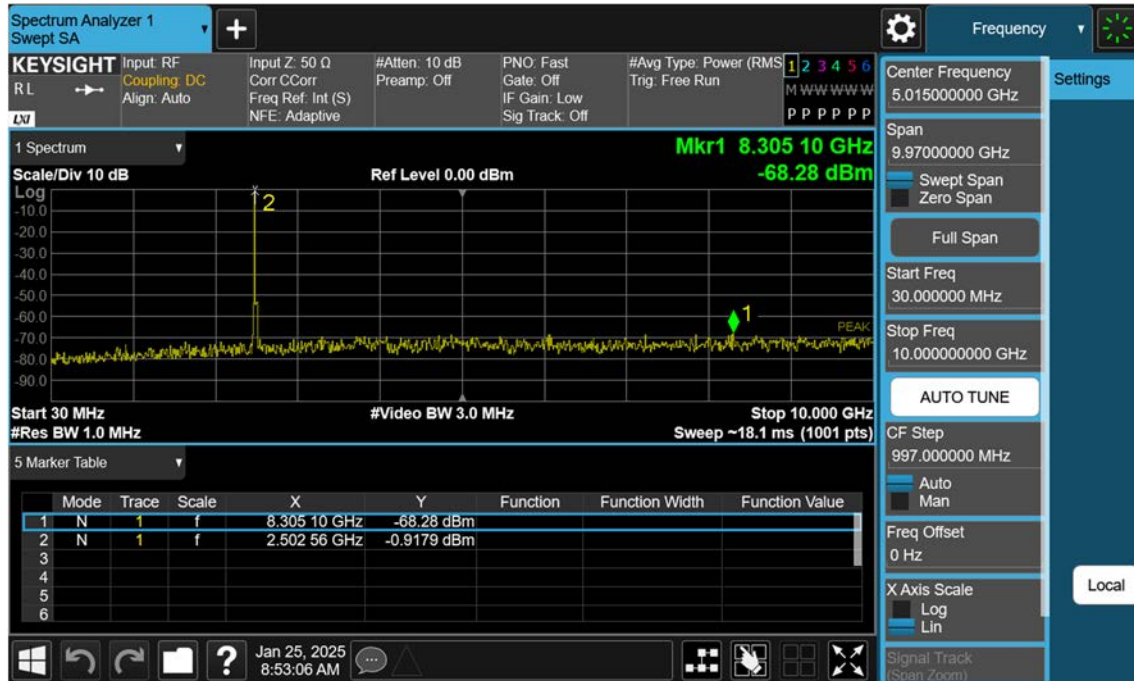 Spectrum Analyzer 1
Swept SA
+
Frequency
KEYSIGHT
RL
LXI
Input: RF
Coupling: DC
Align: Auto
Input Z: 50 Ω
Corr CCorr
Freq Ref: Int (S)
NFE: Adaptive
#Atten: 10 dB
Preamp: Off
PNO: Fast
Gate: Off
IF Gain: Low
Sig Track: Off
#Avg Type: Power (RMS
Trig: Free Run
1 2 3 4 5 6
M W W W W W
P P P P P P
1 Spectrum
Mkr1 8.305 10 GHz
Scale/Div 10 dB
Ref Level 0.00 dBm
-68.28 dBm
Log
-10.0
-20.0
-30.0
-40.0
-50.0
-60.0
-70.0
-80.0
-90.0
2
1
PEAK
Start 30 MHz
#Video BW 3.0 MHz
Stop 10.000 GHz
#Res BW 1.0 MHz
Sweep ~18.1 ms (1001 pts)
5 Marker Table
Mode Trace Scale X Y Function Function Width Function Value
1 N 1 f 8.305 10 GHz -68.28 dBm
2 N 1 f 2.502 56 GHz -0.9179 dBm
3
4
5
6
?
Jan 25, 2025
8:53:06 AM
Center Frequency
5.015000000 GHz
Settings
Span
9.97000000 GHz
Swept Span
Zero Span
Full Span
Start Freq
30.000000 MHz
Stop Freq
10.000000000 GHz
AUTO TUNE
CF Step
997.000000 MHz
Auto
Man
Freq Offset
0 Hz
X Axis Scale
Log
Lin
Local
Signal Track
(Span Zoom)